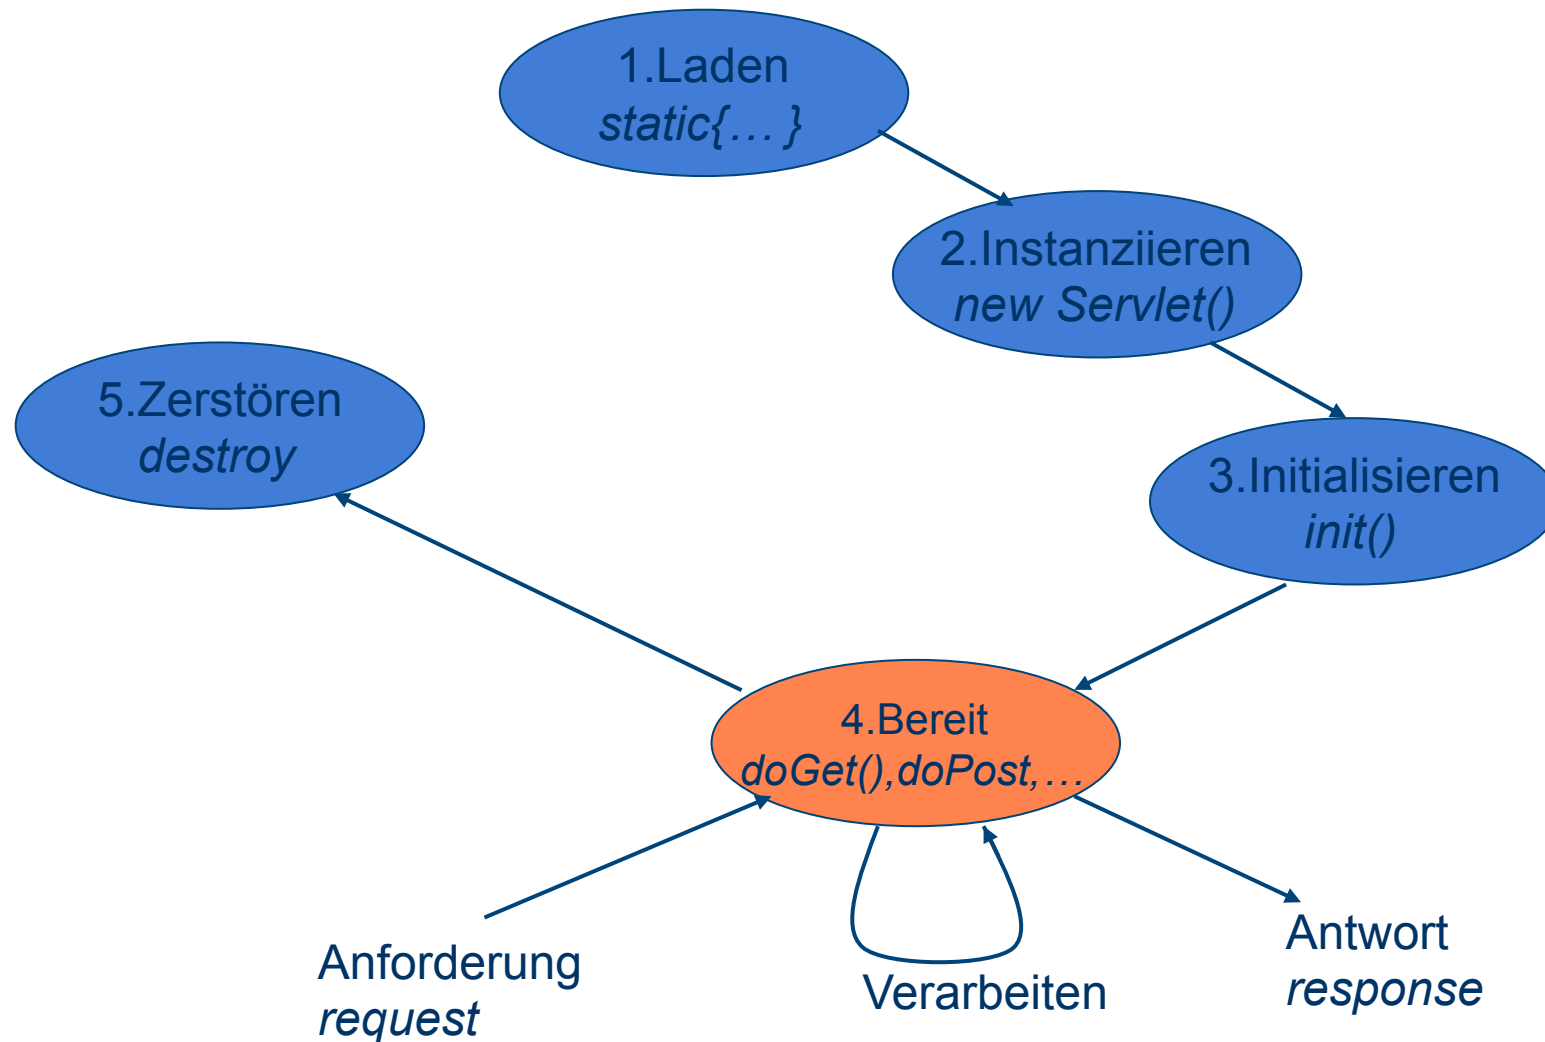 1.Laden
static{… }
2.Instanziieren
new Servlet()
3.Initialisieren
init()
4.Bereit
doGet(),doPost,…
5.Zerstören
destroy
Anforderung
request
Verarbeiten
Antwort
response